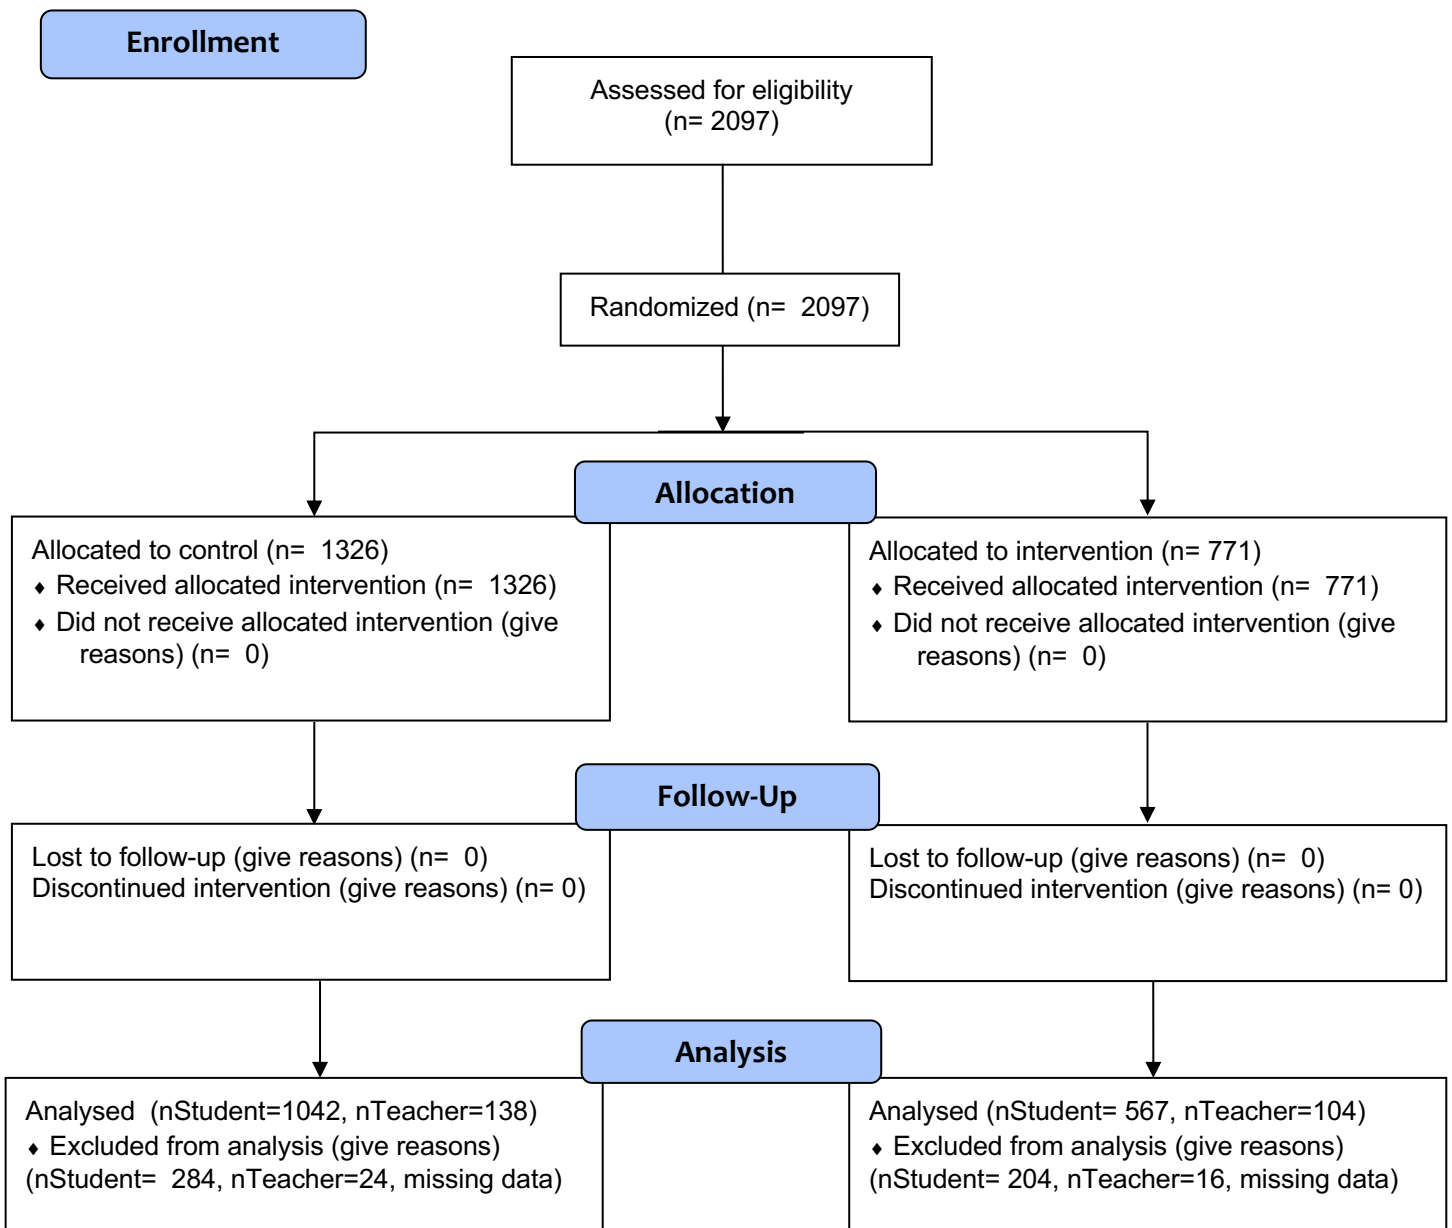 Enrollment
Assessed for eligibility
(n= 2097)
Randomized (n= 2097)
Allocation
Allocated to control (n= 1326)
♦ Received allocated intervention (n= 1326)
♦ Did not receive allocated intervention (give
reasons) (n= 0)
Allocated to intervention (n= 771)
♦ Received allocated intervention (n= 771)
♦ Did not receive allocated intervention (give
reasons) (n= 0)
Follow-Up
Lost to follow-up (give reasons) (n= 0)
Discontinued intervention (give reasons) (n= 0)
Lost to follow-up (give reasons) (n= 0)
Discontinued intervention (give reasons) (n= 0)
Analysis
Analysed (nStudent=1042, nTeacher=138)
♦ Excluded from analysis (give reasons)
(nStudent= 284, nTeacher=24, missing data)
Analysed (nStudent= 567, nTeacher=104)
♦ Excluded from analysis (give reasons)
(nStudent= 204, nTeacher=16, missing data)